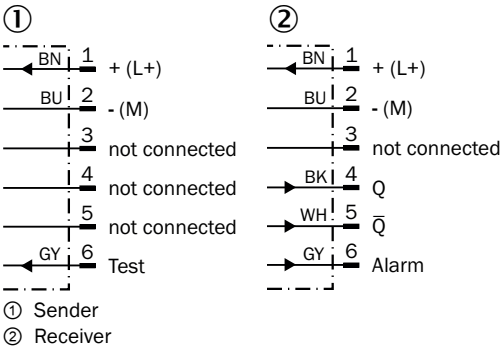 ① ②
BN 1 + (L+) BN 1 + (L+)
BU 2 - (M) BU 2 - (M)
3 not connected 3 not connected
4 not connected BK 4 Q
5 not connected WH 5 Q̅
GY 6 Test GY 6 Alarm
① Sender
② Receiver